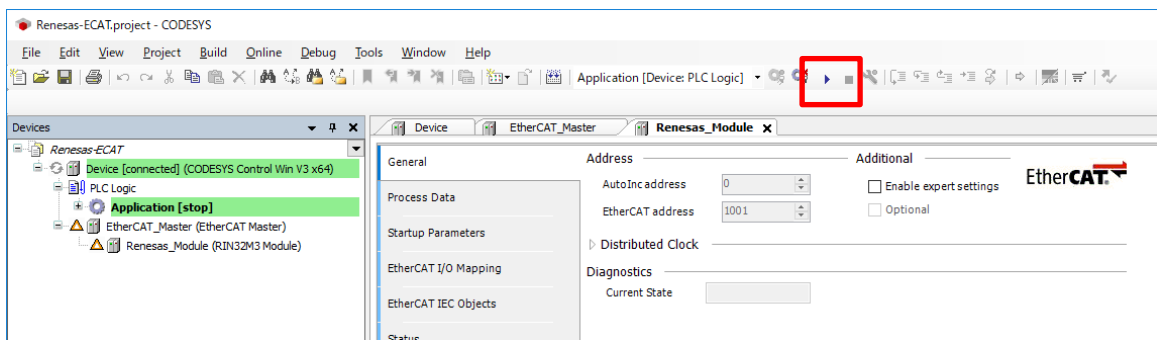 Renesas-ECAT.project - CODESYS
File Edit View Project Build Online Debug Tools Window Help
Application [Device: PLC Logic]
Devices
Device
EtherCAT_Master
Renesas_Module
Renesas-ECAT
Device [connected] (CODESYS Control Win V3 x64)
PLC Logic
Application [stop]
EtherCAT_Master (EtherCAT Master)
Renesas_Module (RIN32M3 Module)
General
Process Data
Startup Parameters
EtherCAT I/O Mapping
EtherCAT IEC Objects
Status
Address
AutoInc address 0
EtherCAT address 1001
Additional
Enable expert settings
Optional
EtherCAT.
Distributed Clock
Diagnostics
Current State